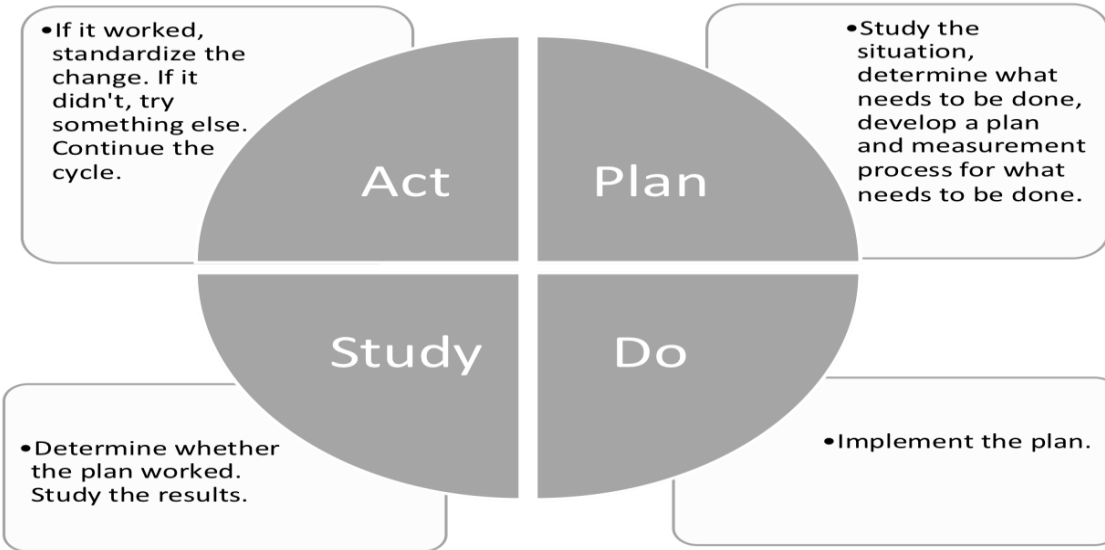 •If it worked,
standardize the
change. If it
didn't, try
something else.
Continue the
cycle.
•Study the
situation,
determine what
needs to be done,
develop a plan
and measurement
process for what
needs to be done.
Act
Plan
Study
Do
•Determine whether
the plan worked.
Study the results.
•Implement the plan.